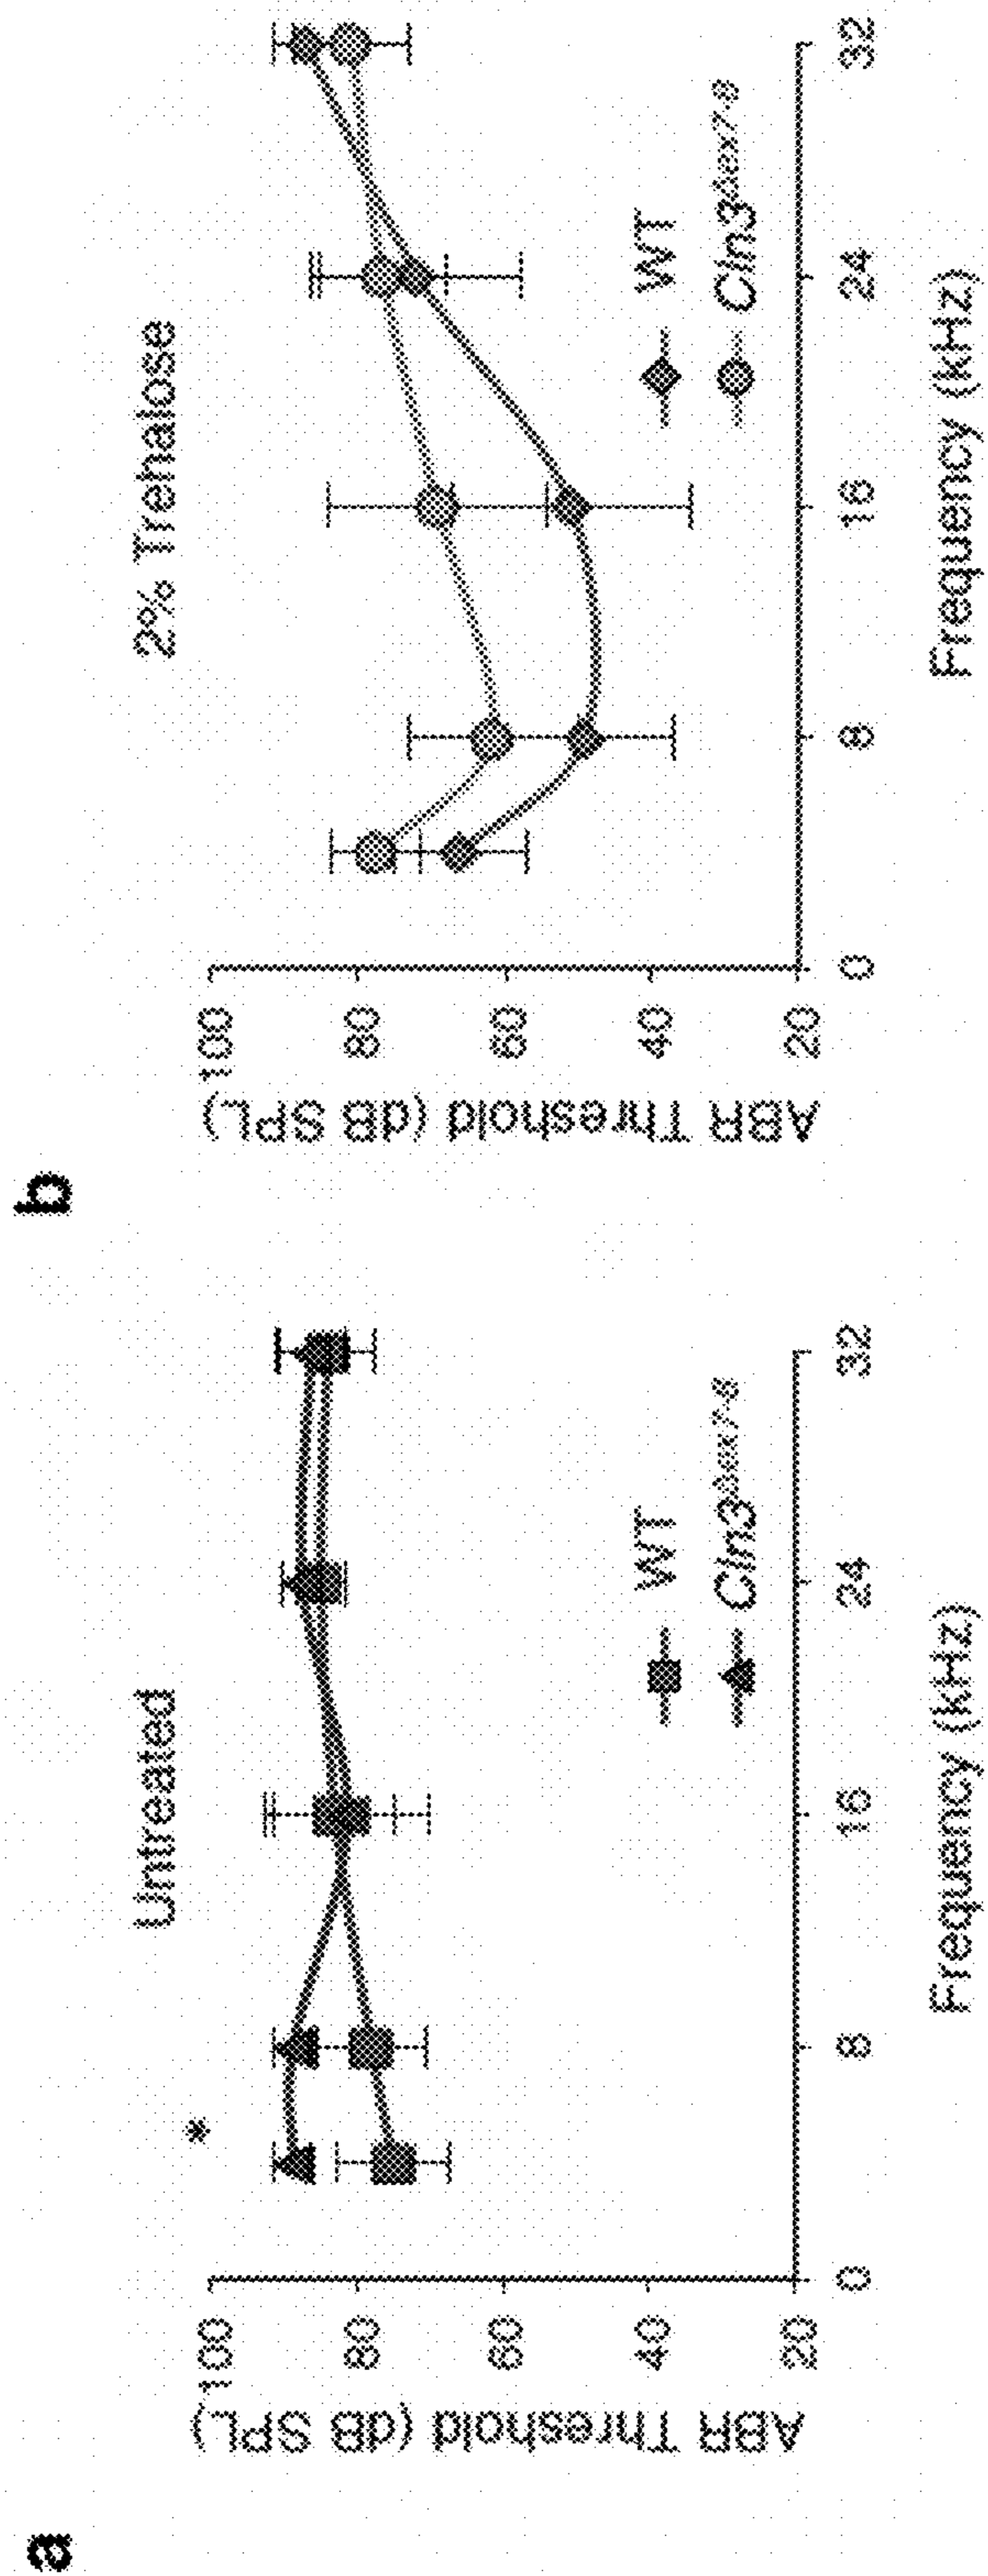 a
Untreated
*
ABR Threshold (dB SPL)
100
80
60
40
20
0
8
16
24
32
Frequency (kHz)
WT
Cln3Δex7-8
b
2% Trehalose
ABR Threshold (dB SPL)
100
80
60
40
20
0
8
16
24
32
Frequency (kHz)
WT
Cln3Δex7-8